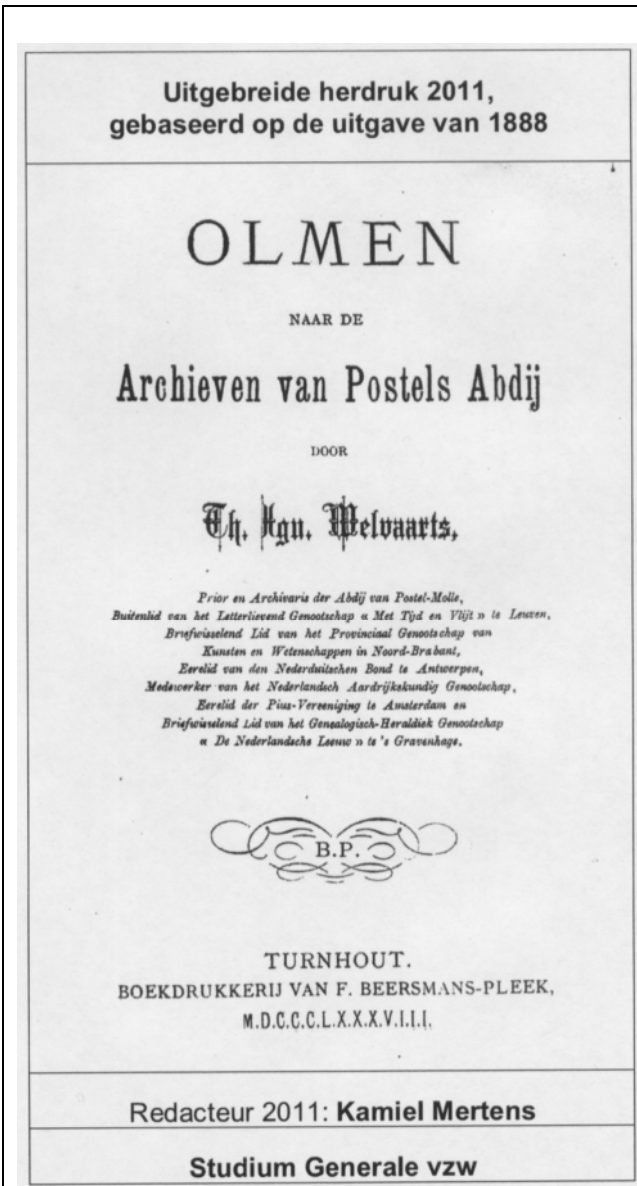 Uitgebreide herdruk 2011,
gebaseerd op de uitgave van 1888
OLMEN
NAAR DE
Archieven van Postels Abdij
DOOR
Th. Ign. Welvaarts,
Prior en Archivaris der Abdij van Postel-Molle,
Buitenlid van het Letterlievend Genootschap « Met Tijd en Vlijt » te Leuven,
Briefwisselend Lid van het Provinciaal Genootschap van
Kunsten en Wetenschappen in Noord-Brabant,
Eerelid van den Nederduitschen Bond te Antwerpen,
Medewerker van het Nederlandsch Aardrijkskundig Genootschap,
Eerelid der Pius-Vereeniging te Amsterdam en
Briefwisselend Lid van het Genealogisch-Heraldiek Genootschap
« De Nederlandsche Leeuw » te 's Gravenhage.
B.P.
TURNHOUT.
BOEKDRUKKERIJ VAN F. BEERSMANS-PLEEK,
M.D.C.C.C.L.X.X.X.V.I.I.I.
Redacteur 2011: Kamiel Mertens
Studium Generale vzw